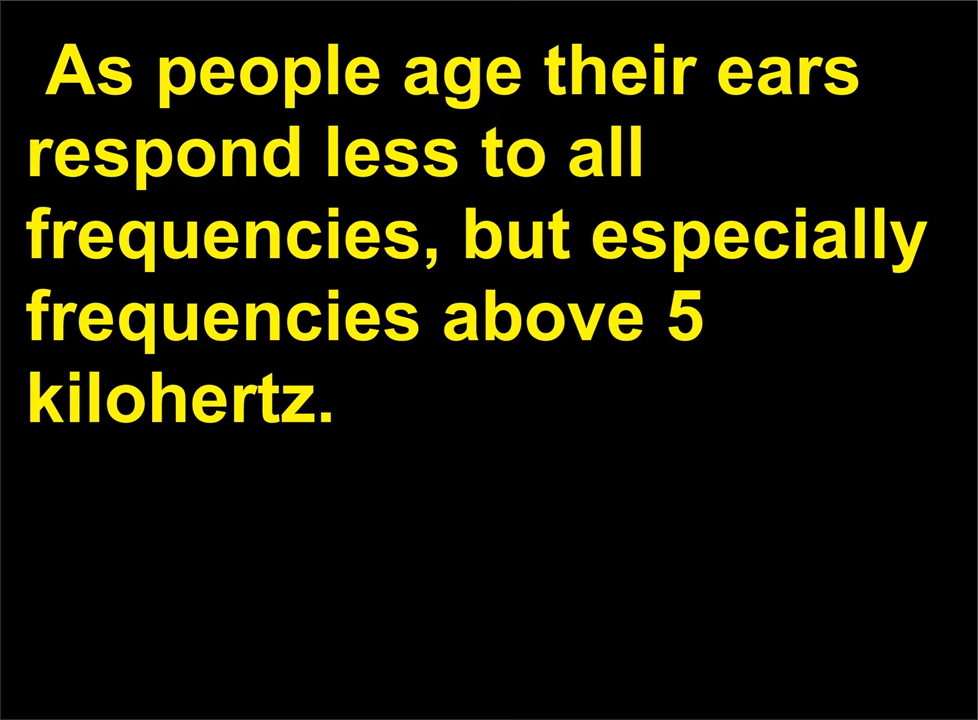 As people age their ears
respond less to all
frequencies, but especially
frequencies above 5
kilohertz.